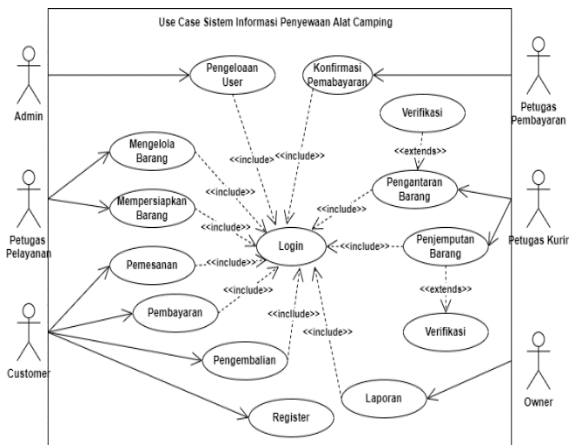 Use Case Sistem Informasi Penyewaan Alat Camping
Admin
Pengeloaan
User
Konfirmasi
Pemabayaran
Petugas
Pembayaran
Verifikasi
<<extends>>
Mengelola
Barang
<<include>>
<<include>>
<<include>>
Pengantaran
Barang
Petugas
Pelayanan
Mempersiapkan
Barang
<<include>>
<<include>>
Petugas Kurir
Login
<<include>>
Penjemputan
Barang
Pemesanan
<<include>>
<<include>>
<<extends>>
Pembayaran
<<include>>
<<include>>
Verifikasi
Customer
Pengembalian
Register
Laporan
Owner